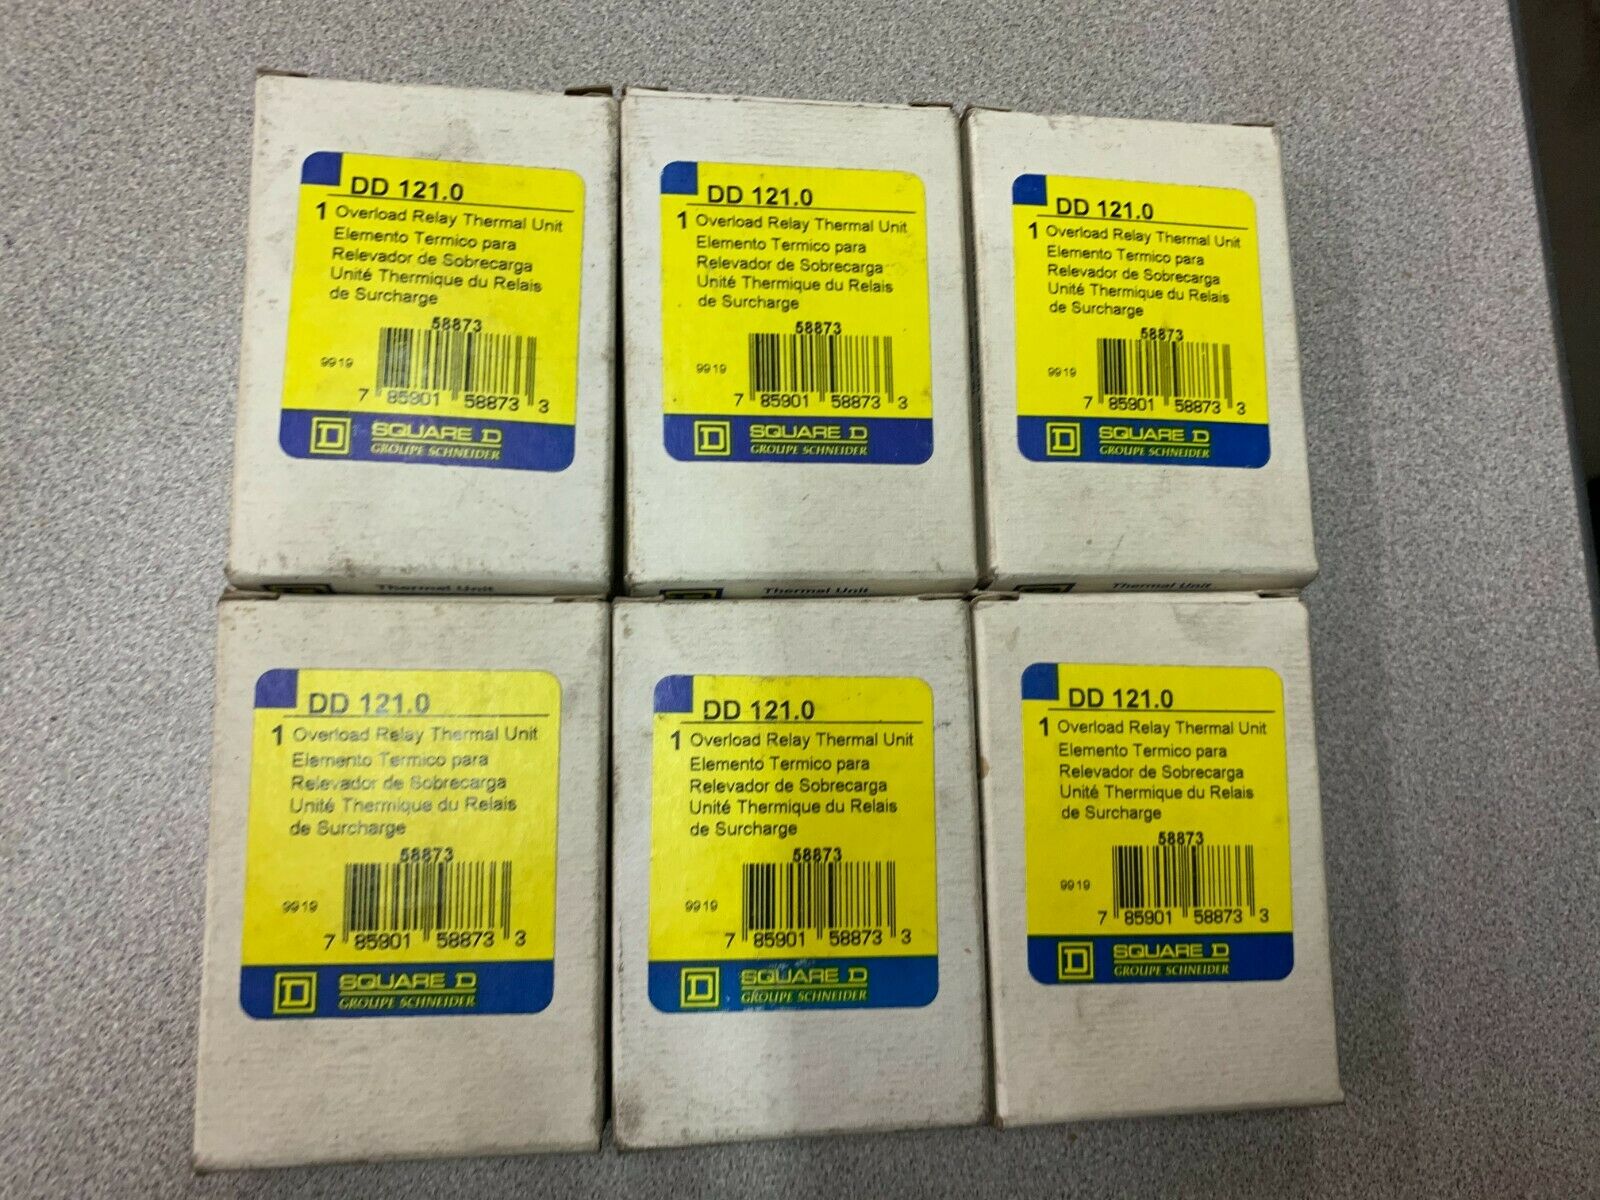 DD 121.0
1 Overload Relay Thermal Unit
Elemento Termico para
Relevador de Sobrecarga
Unité Thermique du Relais
de Surcharge
58873
9919
7 85901 58873 3
D SQUARE D
GROUPE SCHNEIDER
Thermal Unit
DD 121.0
1 Overload Relay Thermal Unit
Elemento Termico para
Relevador de Sobrecarga
Unité Thermique du Relais
de Surcharge
58873
9919
7 85901 58873 3
D SQUARE D
GROUPE SCHNEIDER
Thermal Unit
DD 121.0
1 Overload Relay Thermal Unit
Elemento Termico para
Relevador de Sobrecarga
Unité Thermique du Relais
de Surcharge
58873
9919
7 85901 58873 3
D SQUARE D
GROUPE SCHNEIDER
Thermal Unit
DD 121.0
1 Overload Relay Thermal Unit
Elemento Termico para
Relevador de Sobrecarga
Unité Thermique du Relais
de Surcharge
58873
9919
7 85901 58873 3
D SQUARE D
GROUPE SCHNEIDER
DD 121.0
1 Overload Relay Thermal Unit
Elemento Termico para
Relevador de Sobrecarga
Unité Thermique du Relais
de Surcharge
58873
9919
7 85901 58873 3
D SQUARE D
GROUPE SCHNEIDER
DD 121.0
1 Overload Relay Thermal Unit
Elemento Termico para
Relevador de Sobrecarga
Unité Thermique du Relais
de Surcharge
58873
9919
7 85901 58873 3
D SQUARE D
GROUPE SCHNEIDER